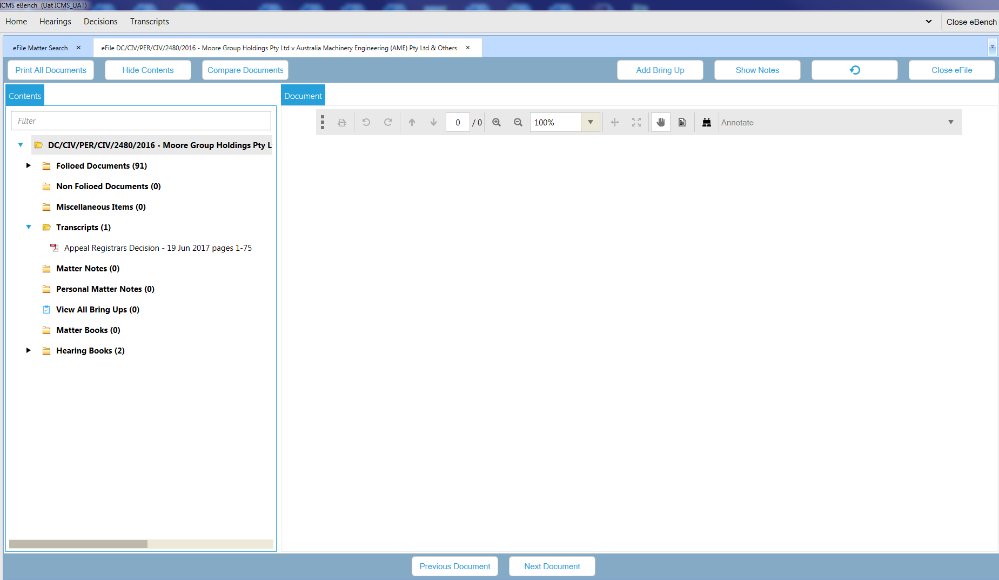 ICMS eBench (Uat ICMS_UAT)
Home Hearings Decisions Transcripts Close eBench
eFile Matter Search × eFile DC/CIV/PER/CIV/2480/2016 - Moore Group Holdings Pty Ltd v Australia Machinery Engineering (AME) Pty Ltd & Others ×
Print All Documents Hide Contents Compare Documents Add Bring Up Show Notes Close eFile
Contents Document
Filter
0 / 0 100% Annotate
DC/CIV/PER/CIV/2480/2016 - Moore Group Holdings Pty L
Folioed Documents (91)
Non Folioed Documents (0)
Miscellaneous Items (0)
Transcripts (1)
Appeal Registrars Decision - 19 Jun 2017 pages 1-75
Matter Notes (0)
Personal Matter Notes (0)
View All Bring Ups (0)
Matter Books (0)
Hearing Books (2)
Previous Document Next Document